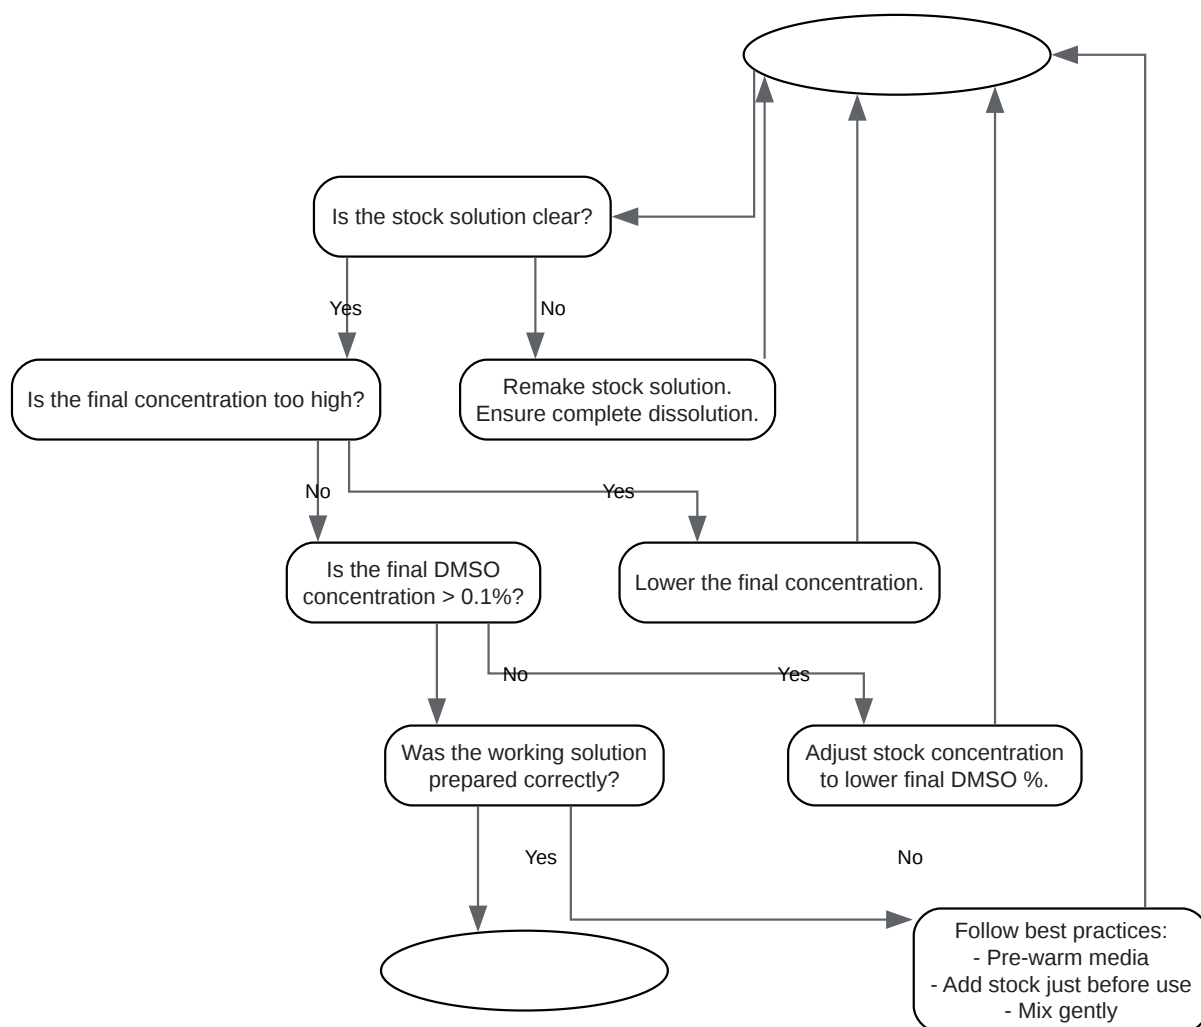 Is the stock solution clear?
Yes
No
Is the final concentration too high?
Remake stock solution.
Ensure complete dissolution.
No
Yes
Is the final DMSO
concentration > 0.1%?
Lower the final concentration.
No
Yes
Was the working solution
prepared correctly?
Adjust stock concentration
to lower final DMSO %.
Yes
No
Follow best practices:
- Pre-warm media
- Add stock just before use
- Mix gently